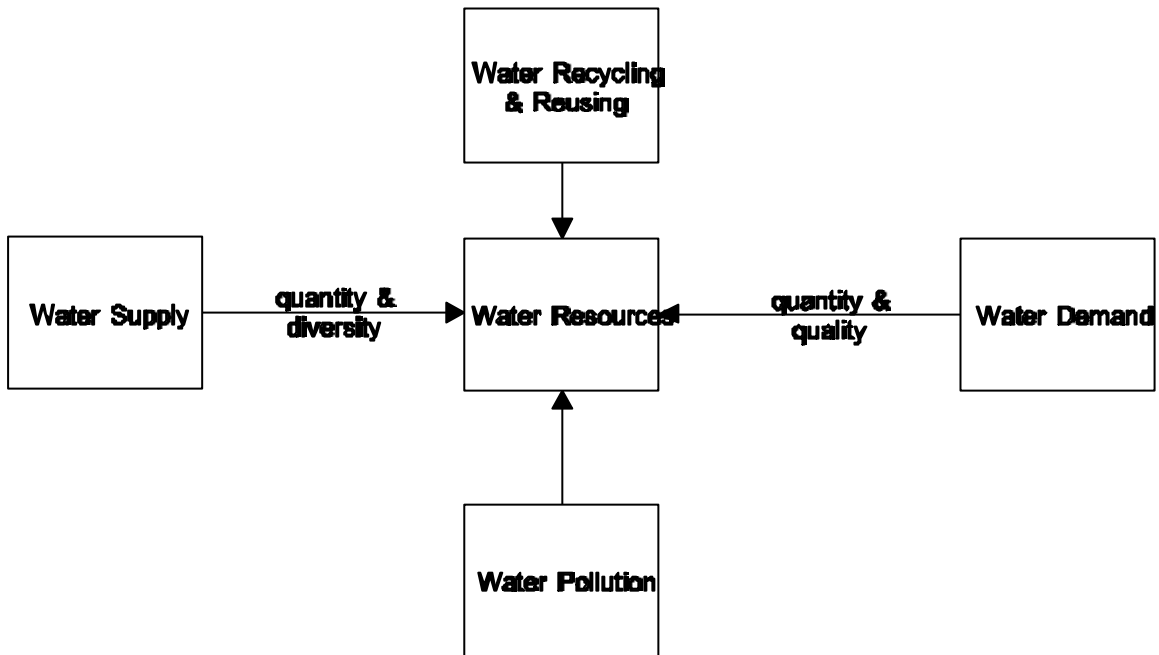 Water Recycling
& Reusing
Water Supply
quantity &
diversity
Water Resources
quantity &
quality
Water Demand
Water Pollution